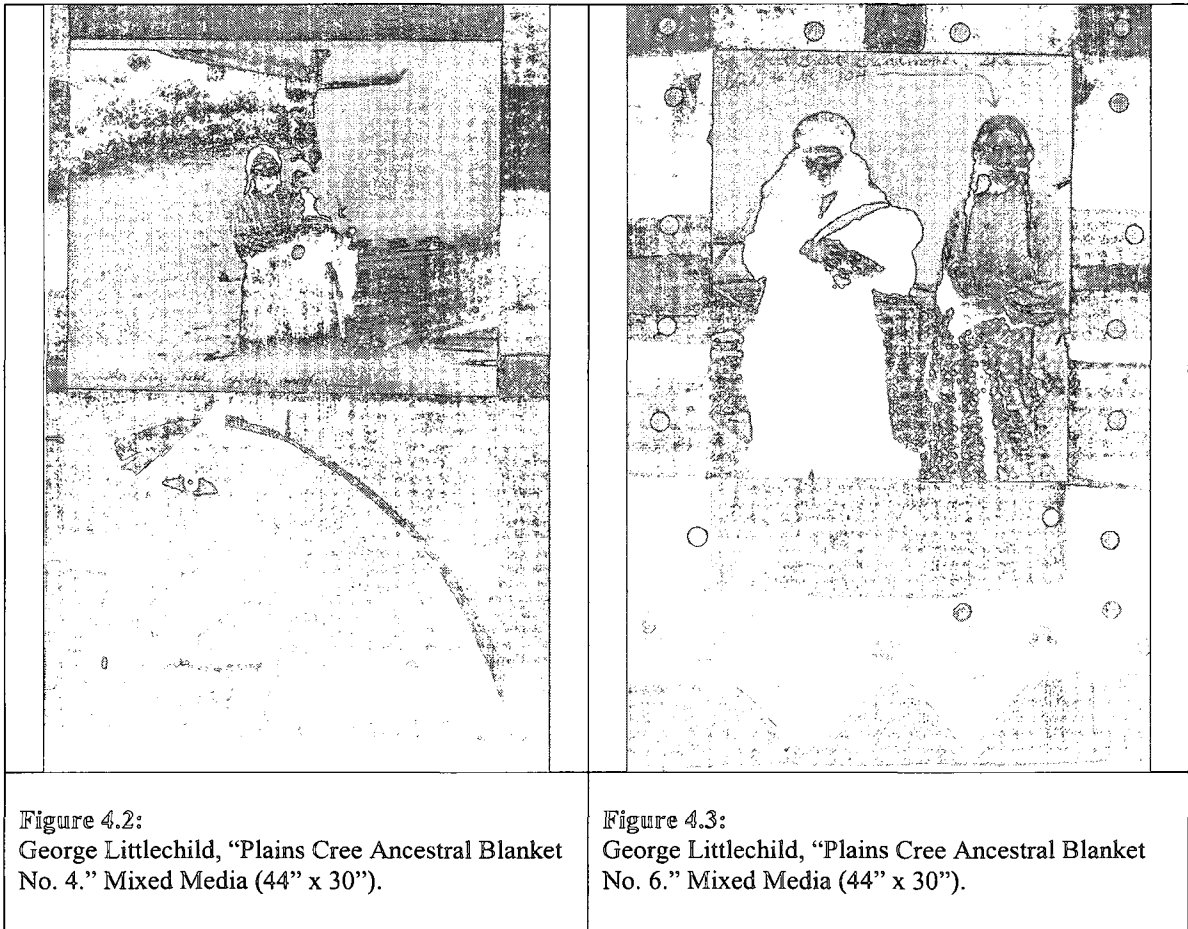 Figure 4.2:
George Littlechild, “Plains Cree Ancestral Blanket
No. 4.” Mixed Media (44” x 30”).
Figure 4.3:
George Littlechild, “Plains Cree Ancestral Blanket
No. 6.” Mixed Media (44” x 30”).